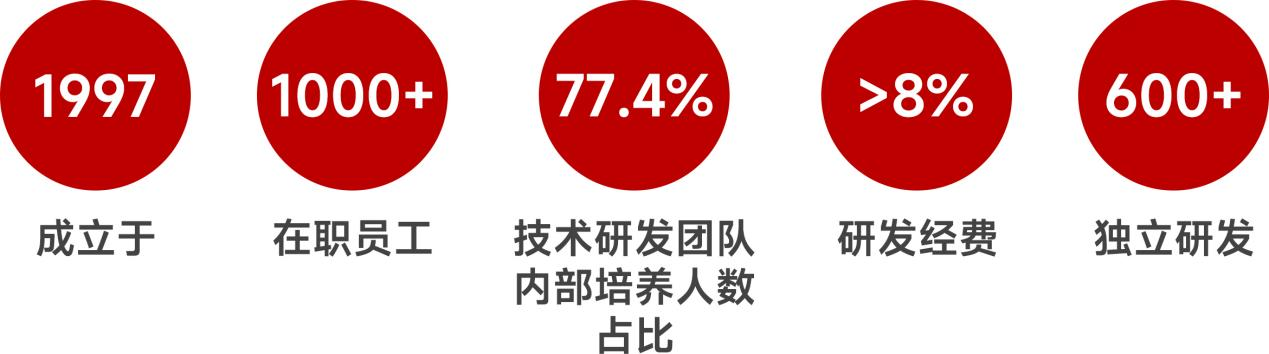 1997
成立于
1000+
在职员工
77.4%
技术研发团队
内部培养人数
占比
>8%
研发经费
600+
独立研发